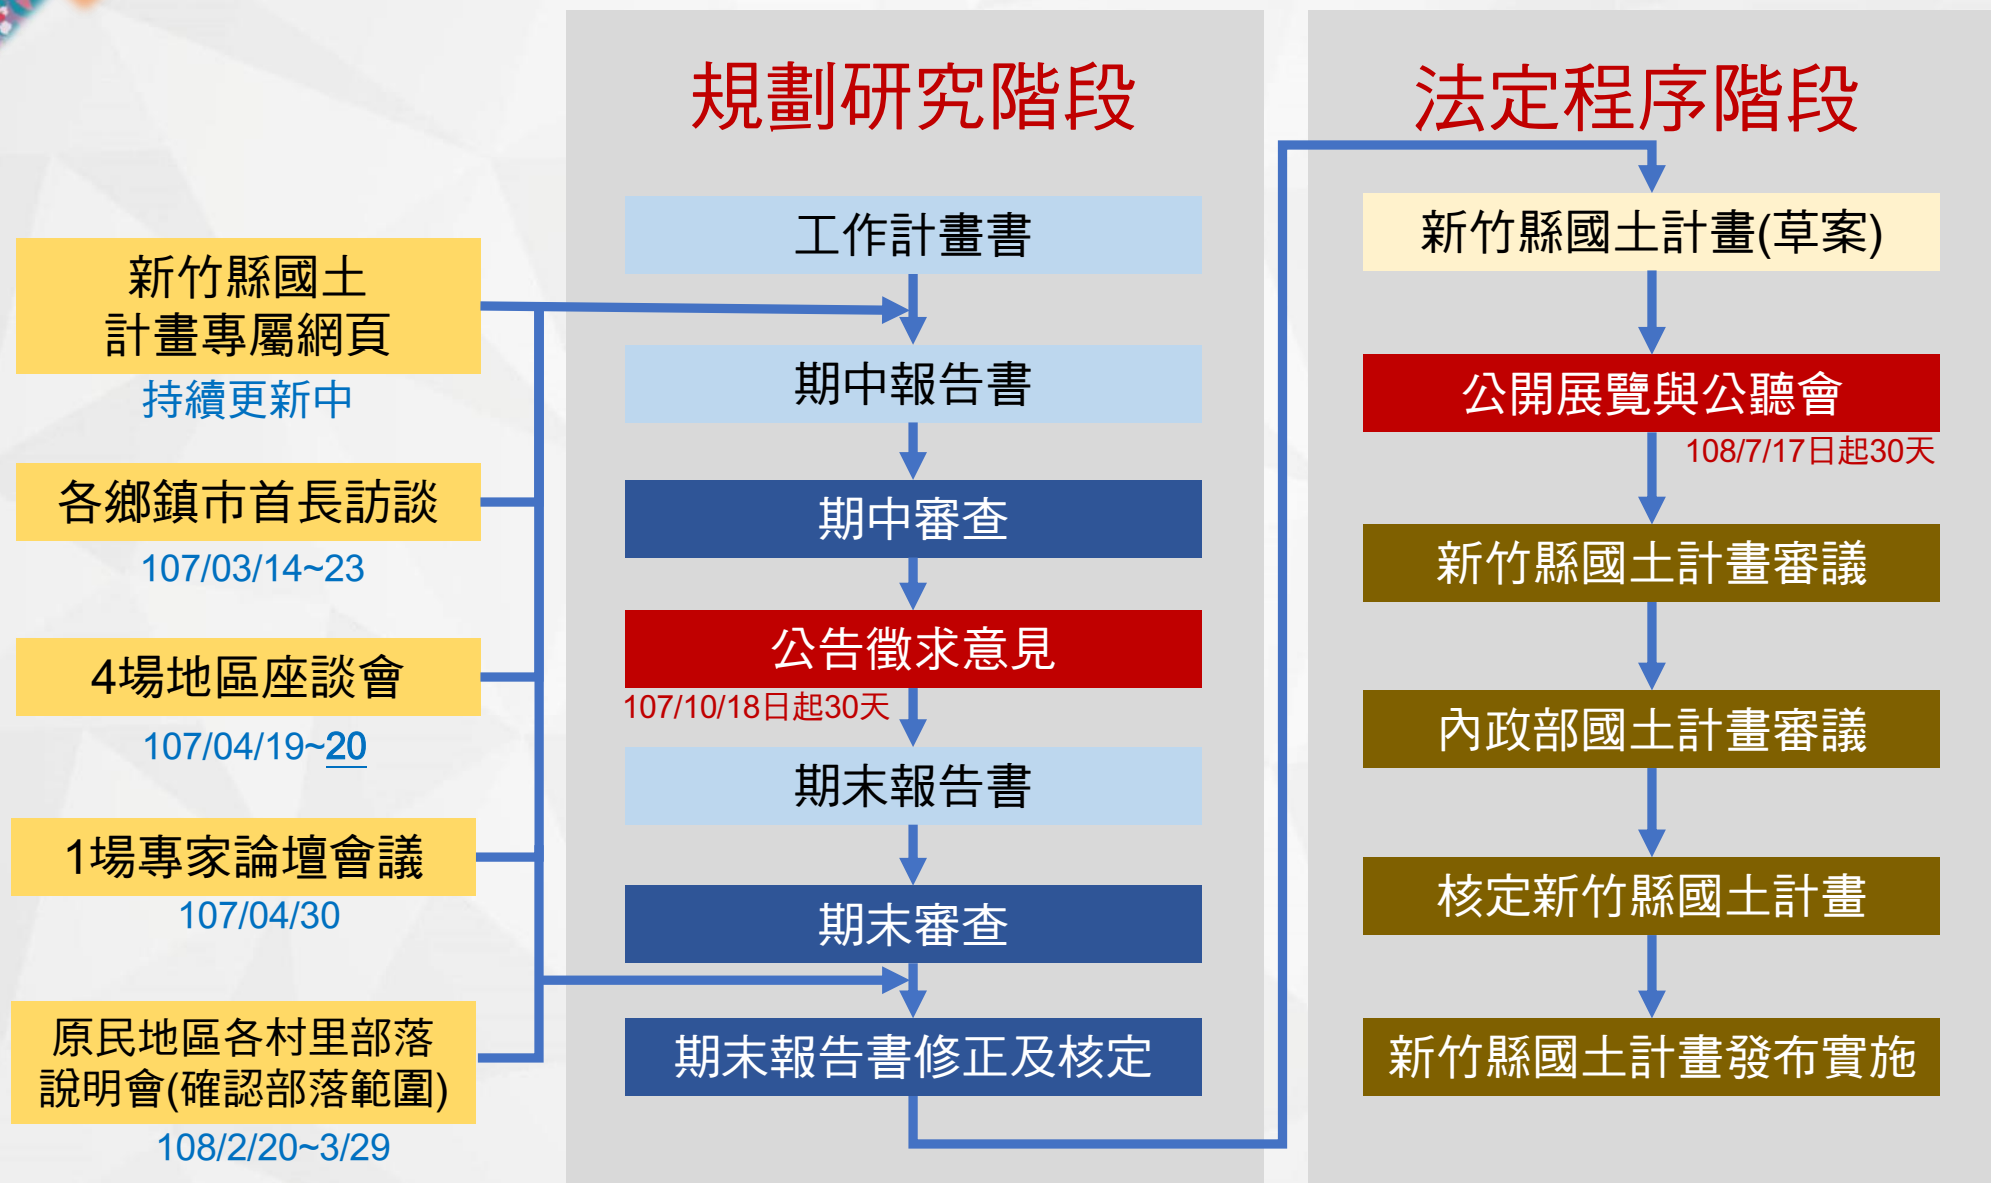 新竹縣國土
計畫專屬網頁
持續更新中
各鄉鎮市首長訪談
107/03/14~23
4場地區座談會
107/04/19~20
1場專家論壇會議
107/04/30
原民地區各村里部落
說明會(確認部落範圍)
108/2/20~3/29
規劃研究階段
工作計畫書
期中報告書
期中審查
公告徵求意見
107/10/18日起30天
期末報告書
期末審查
期末報告書修正及核定
法定程序階段
新竹縣國土計畫(草案)
公開展覽與公聽會
108/7/17日起30天
新竹縣國土計畫審議
內政部國土計畫審議
核定新竹縣國土計畫
新竹縣國土計畫發布實施